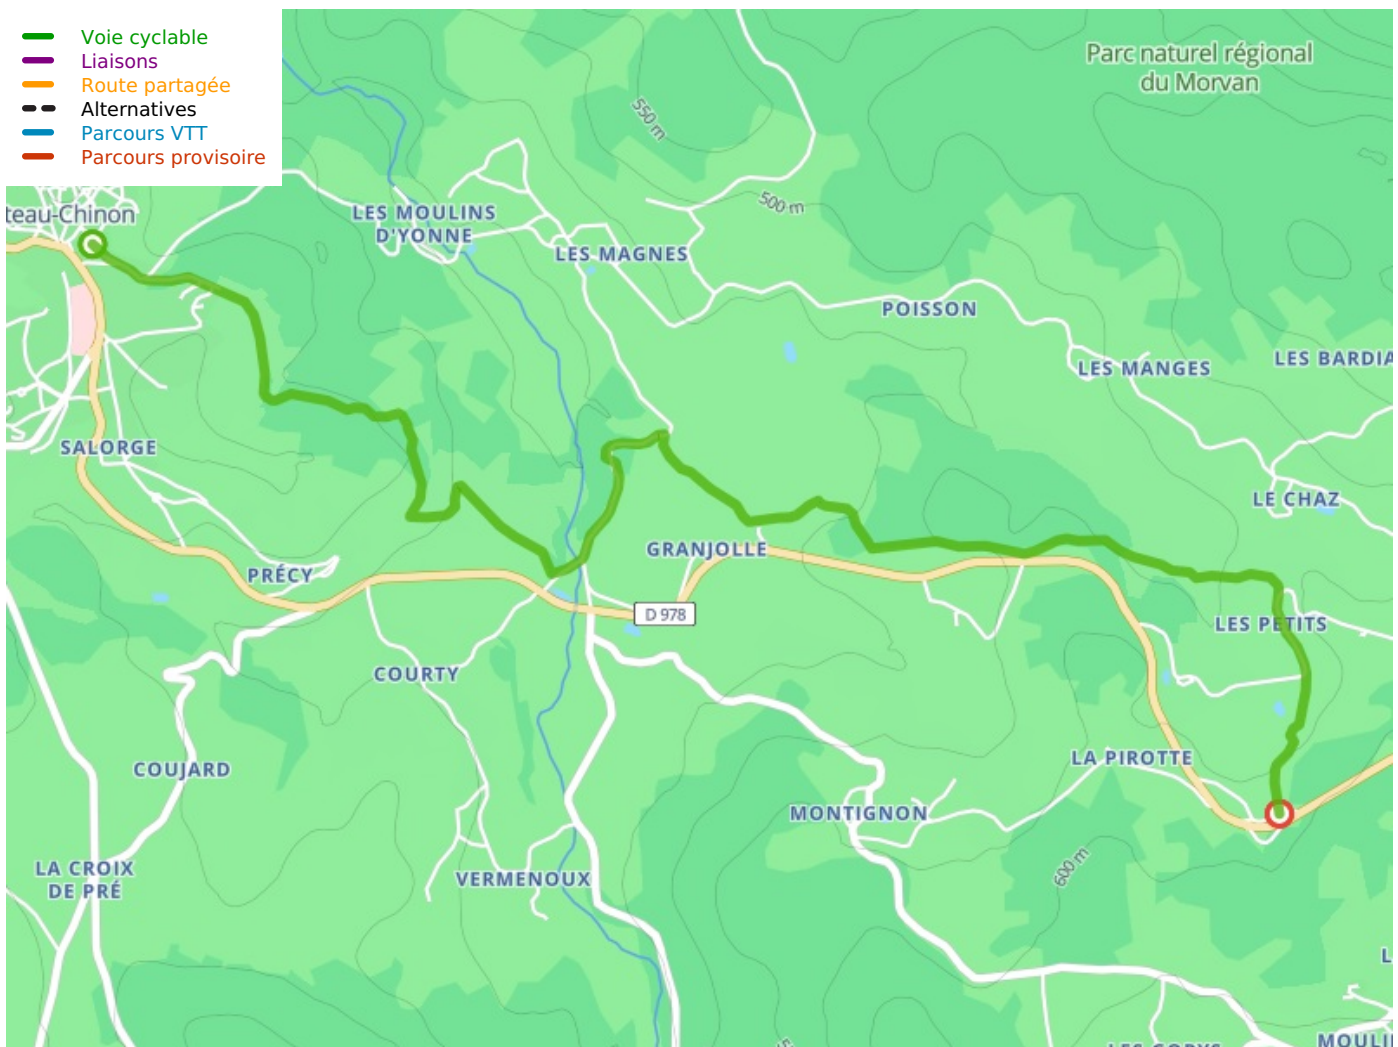 Voie cyclable
Liaisons
Route partagée
Alternatives
Parcours VTT
Parcours provisoire
Parc naturel régional
du Morvan
550 m
500 m
teau-Chinon
LES MOULINS
D'YONNE
LES MAGNES
POISSON
LES BARDIA
LES MANGES
SALORGE
LE CHAZ
GRANJOLLE
PRÉCY
D 978
LES PETITS
COURTY
LA PIROTTE
COUJARD
MONTIGNON
600 m
LA CROIX
DE PRÉ
VERMENOUX
L
MOULI